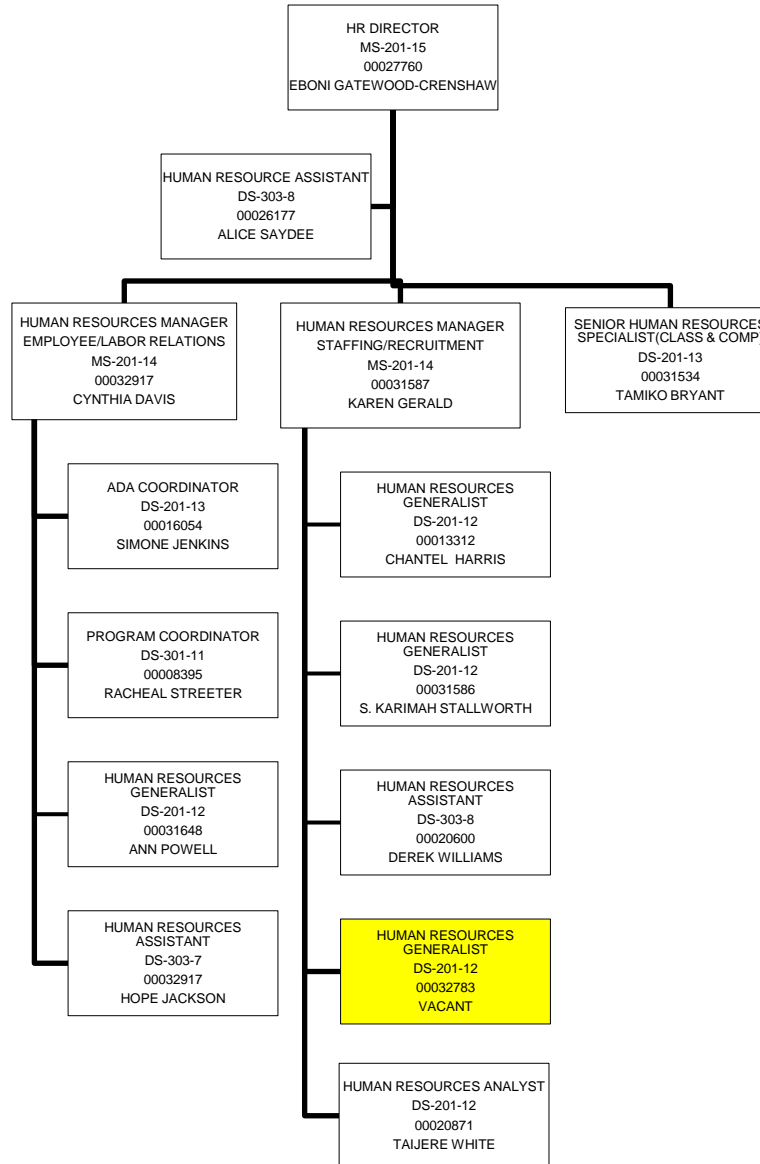 HR DIRECTOR
MS-201-15
00027760
EBONI GATEWOOD-CRENSHAW
HUMAN RESOURCE ASSISTANT
DS-303-8
00026177
ALICE SAYDEE
HUMAN RESOURCES MANAGER
EMPLOYEE/LABOR RELATIONS
MS-201-14
00032917
CYNTHIA DAVIS
HUMAN RESOURCES MANAGER
STAFFING/RECRUITMENT
MS-201-14
00031587
KAREN GERALD
SENIOR HUMAN RESOURCES
SPECIALIST(CLASS & COMP)
DS-201-13
00031534
TAMIKO BRYANT
ADA COORDINATOR
DS-201-13
00016054
SIMONE JENKINS
PROGRAM COORDINATOR
DS-301-11
00008395
RACHEAL STREETER
HUMAN RESOURCES
GENERALIST
DS-201-12
00031648
ANN POWELL
HUMAN RESOURCES
ASSISTANT
DS-303-7
00032917
HOPE JACKSON
HUMAN RESOURCES
GENERALIST
DS-201-12
00013312
CHANTEL  HARRIS
HUMAN RESOURCES
GENERALIST
DS-201-12
00031586
S. KARIMAH STALLWORTH
HUMAN RESOURCES
ASSISTANT
DS-303-8
00020600
DEREK WILLIAMS
HUMAN RESOURCES
GENERALIST
DS-201-12
00032783
VACANT
HUMAN RESOURCES ANALYST
DS-201-12
00020871
TAIJERE WHITE